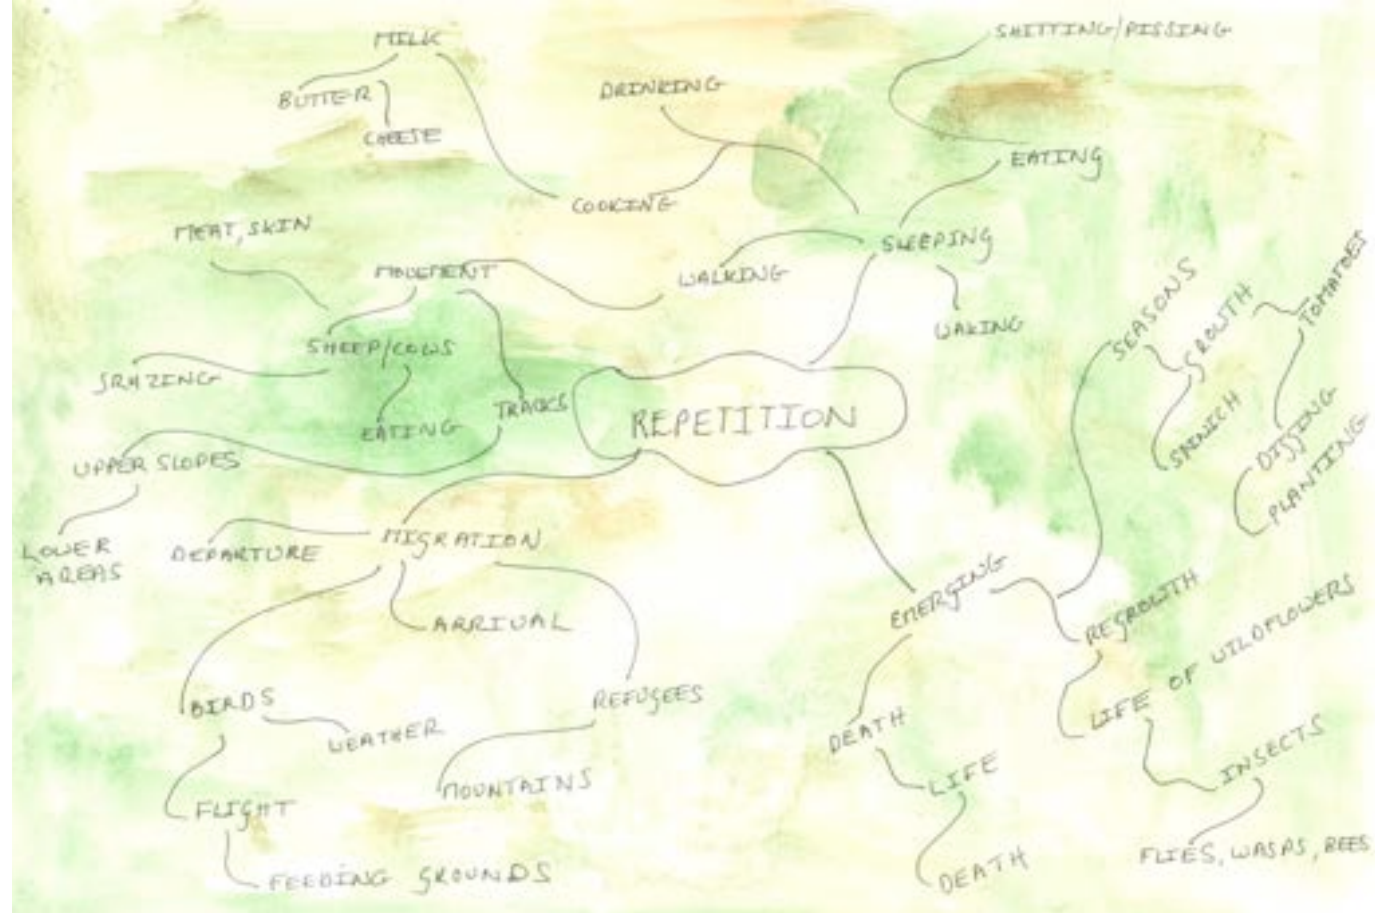 MILK
SHITTING/PISSING
BUTTER
DRINKING
CHEESE
EATING
COOKING
MEAT, SKIN
SLEEPING
MOVEMENT
WALKING
WAKING
SEASONS
GROWTH
TOMATOES
SHEEP/COWS
GRAZING
TRACKS
REPETITION
EATING
SPINICH
DIGGING
PLANTING
UPPER SLOPES
LOWER
AREAS
DEPARTURE
MIGRATION
ARRIVAL
EMERGING
REGROWTH
LIFE OF WILDFLOWERS
BIRDS
WEATHER
REFUGEES
DEATH
LIFE
INSECTS
MOUNTAINS
FLIGHT
FEEDING GROUNDS
DEATH
FLIES, WASPS, BEES